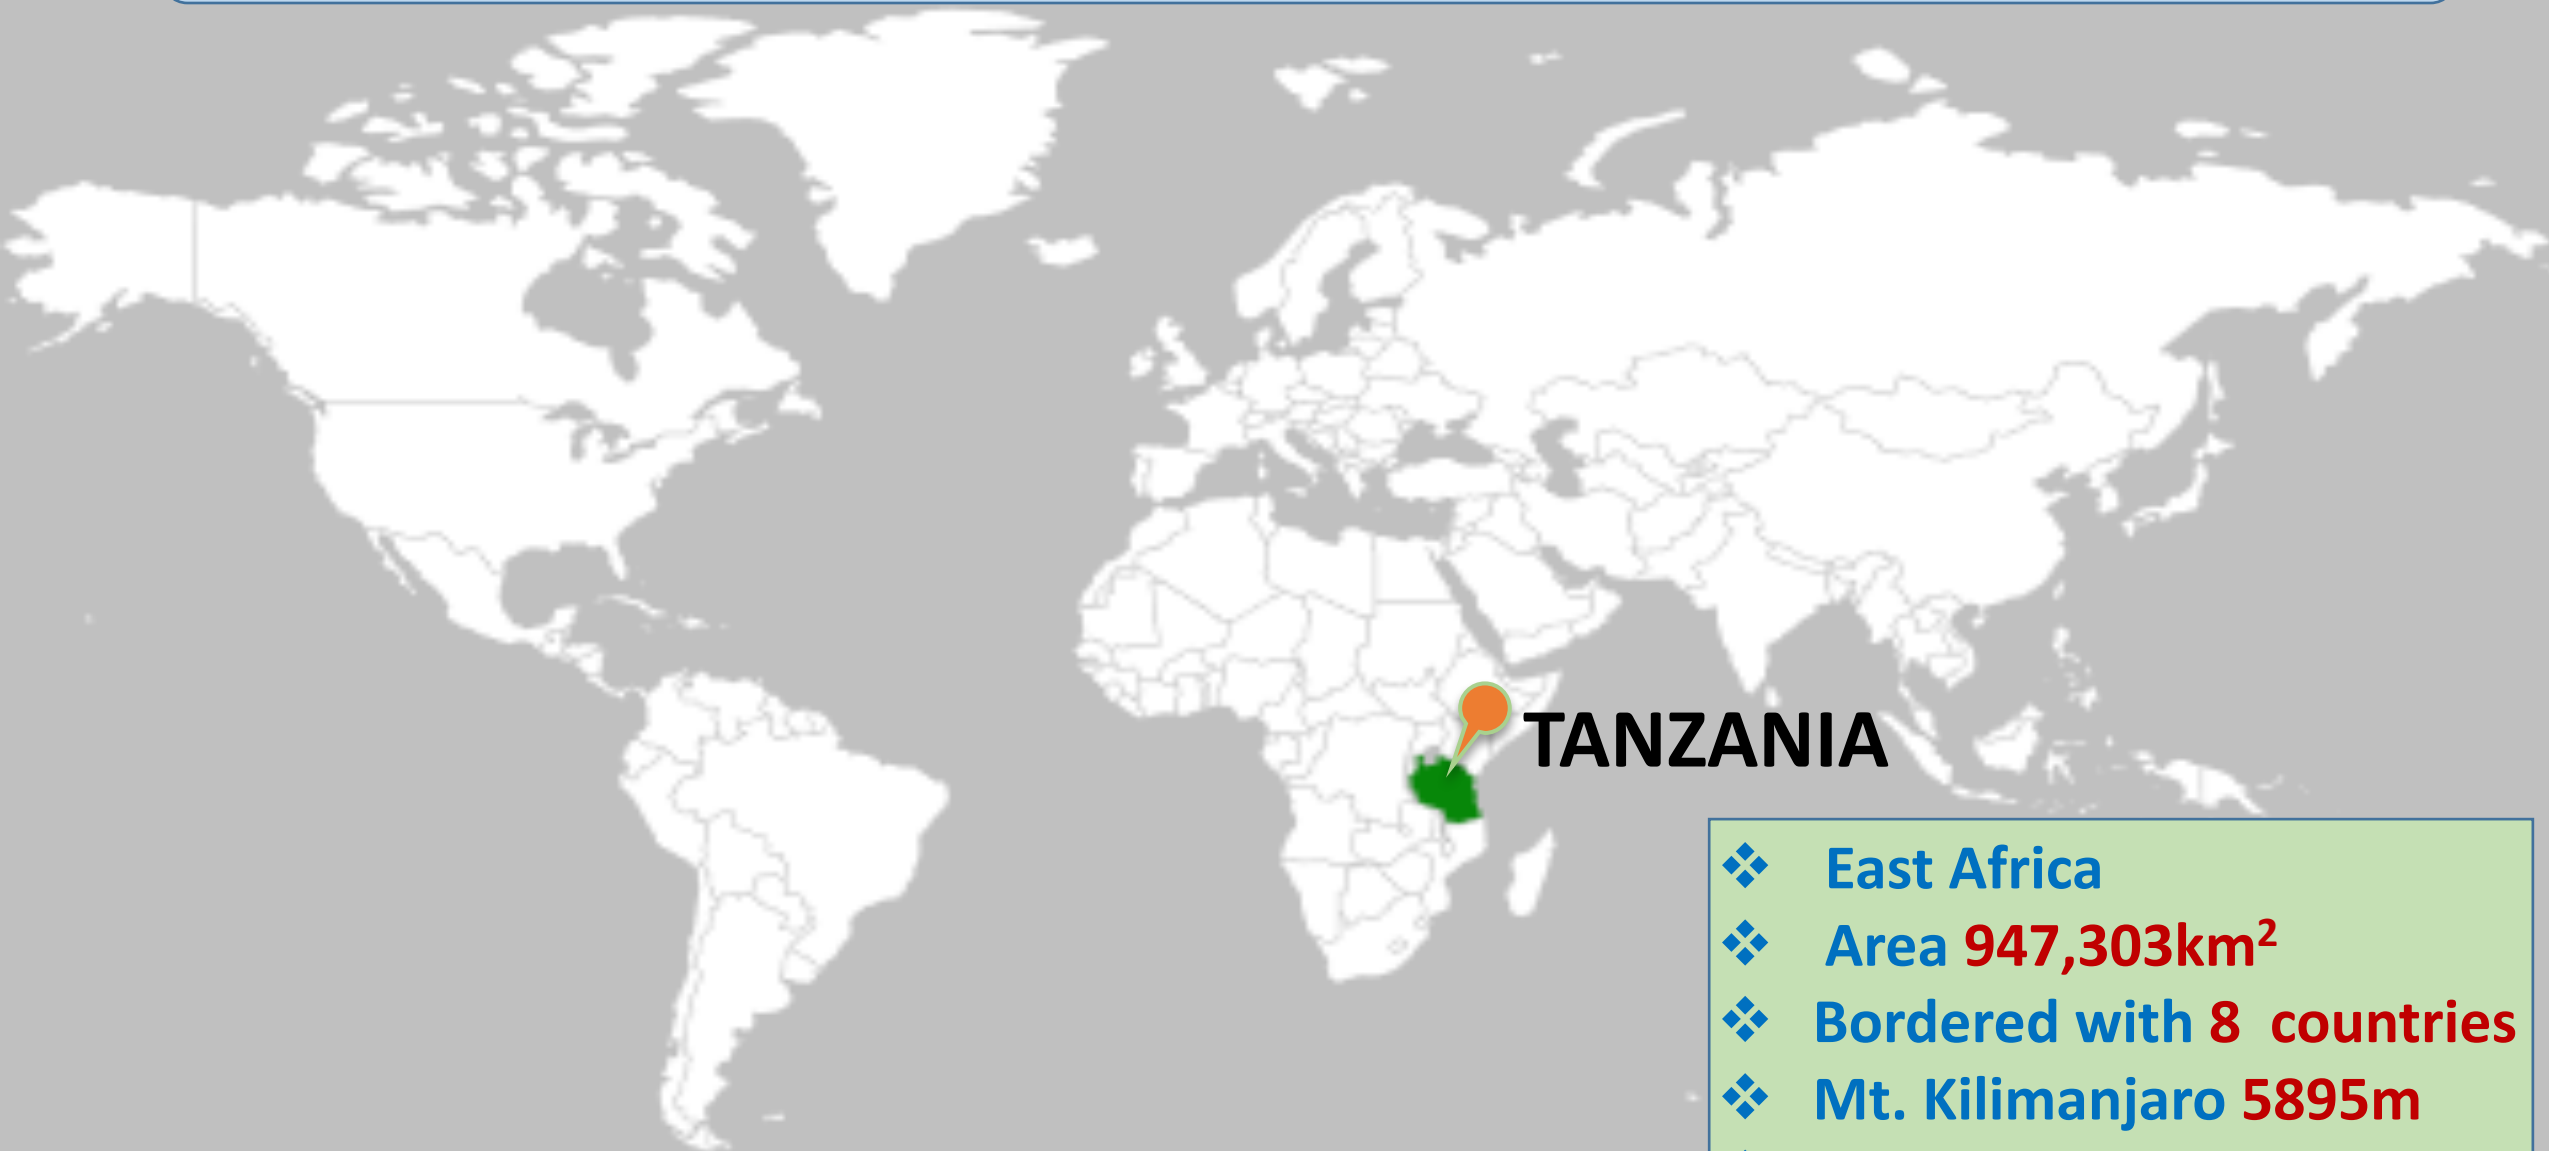 TANZANIA
❖ East Africa
❖ Area 947,303km²
❖ Bordered with 8 countries
❖ Mt. Kilimanjaro 5895m